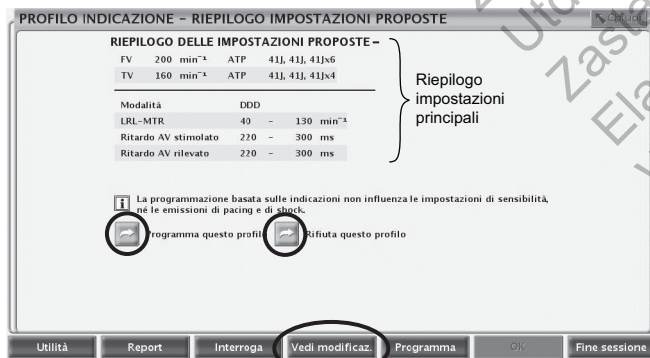 PROFILO INDICAZIONE – RIEPILOGO IMPOSTAZIONI PROPOSTE
Chiudi
RIEPILOGO DELLE IMPOSTAZIONI PROPOSTE –
FV 200 min⁻¹ ATP 41J, 41J, 41Jx6
TV 160 min⁻¹ ATP 41J, 41J, 41Jx4
Modalità DDD
LRL-MTR 40 – 130 min⁻¹
Ritardo AV stimolato 220 – 300 ms
Ritardo AV rilevato 220 – 300 ms
Riepilogo
impostazioni
principali
i La programmazione basata sulle indicazioni non influenza le impostazioni di sensibilità,
né le emissioni di pacing e di shock.
Programma questo profilo Rifiuta questo profilo
Utilità Report Interroga Vedi modificaz. Programma OK Fine sessione